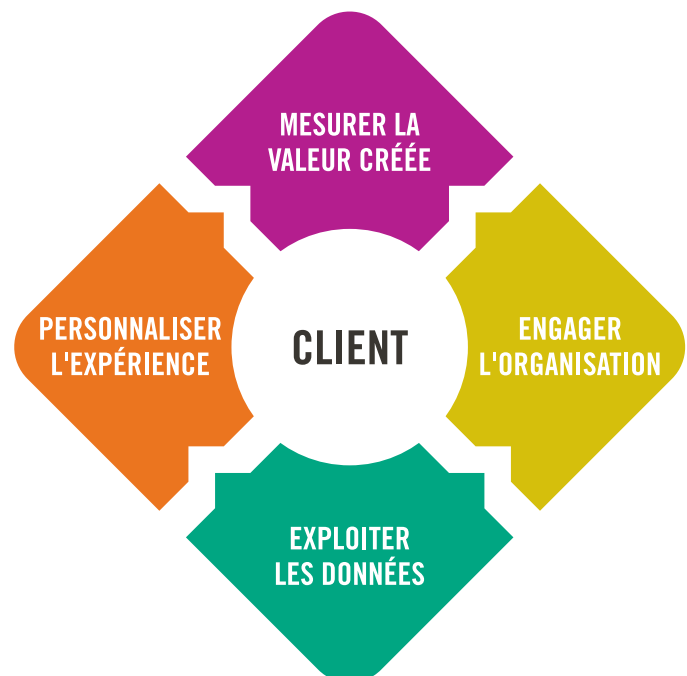 MESURER LA
VALEUR CRÉÉE
PERSONNALISER
L'EXPÉRIENCE
CLIENT
ENGAGER
L'ORGANISATION
EXPLOITER
LES DONNÉES